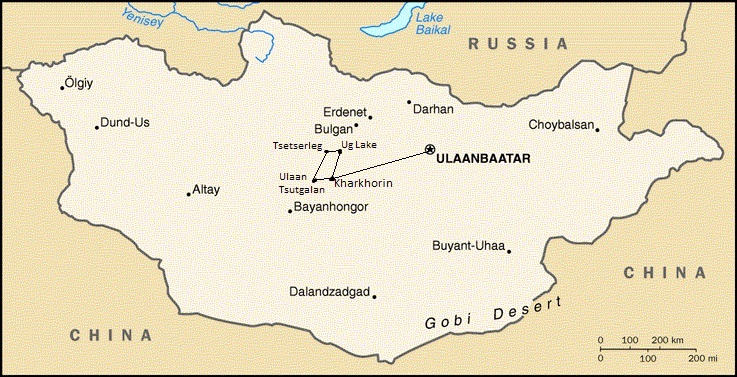 Yenisey
Lake
Baikal
RUSSIA
Ölgiy
Dund-Us
Erdenet
Darhan
Bulgan
Choybalsan
Tsetserleg
Ug Lake
ULAANBAATAR
Ulaan
Tsutgalan
Kharkhorin
Altay
Bayanhongor
Buyant-Uhaa
CHINA
Dalandzadgad
Gobi Desert
CHINA
0 100 200 km
0 100 200 mi